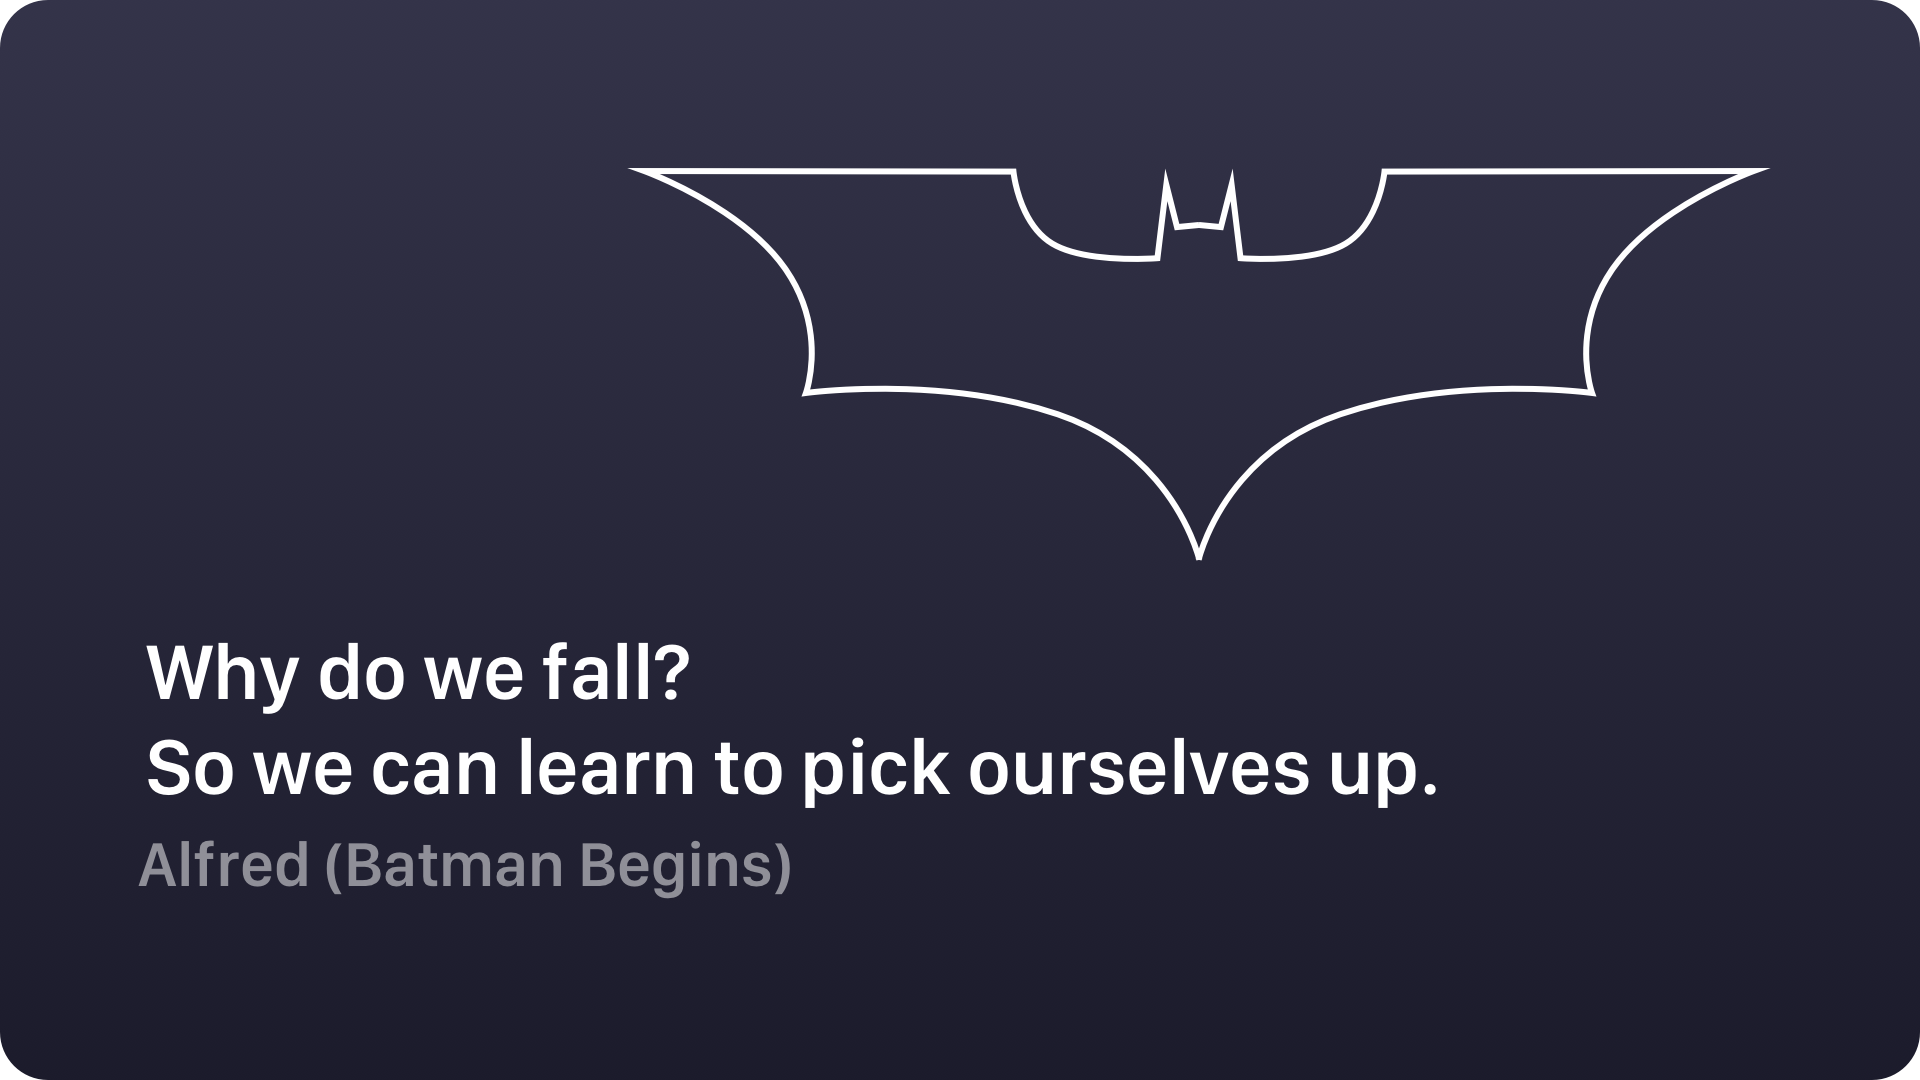 Why do we fall?
So we can learn to pick ourselves up.
Alfred (Batman Begins)